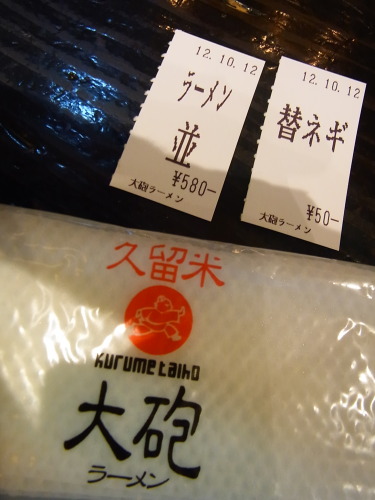 12.10.12
ラーメン
並
¥580-
大砲ラーメン
12.10.12
替ネギ
¥50-
大砲ラーメン
久留米
kurume taiho
大砲
ラーメン